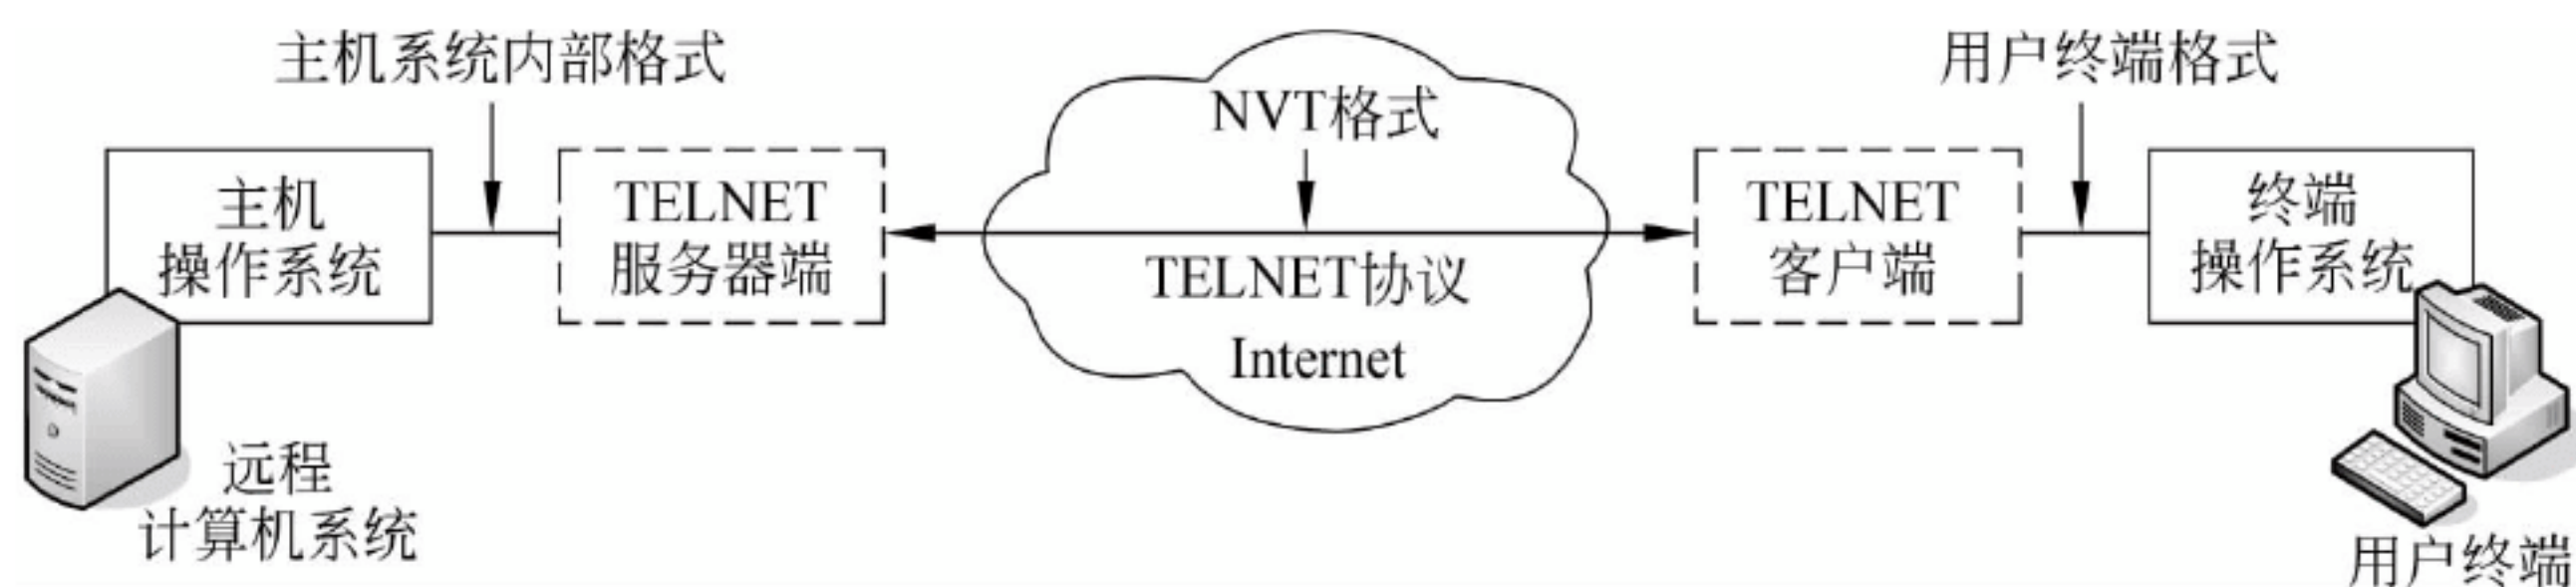 主机系统内部格式
用户终端格式
NVT格式
主机
操作系统
TELNET
服务器端
TELNET协议
Internet
TELNET
客户端
终端
操作系统
远程
计算机系统
用户终端